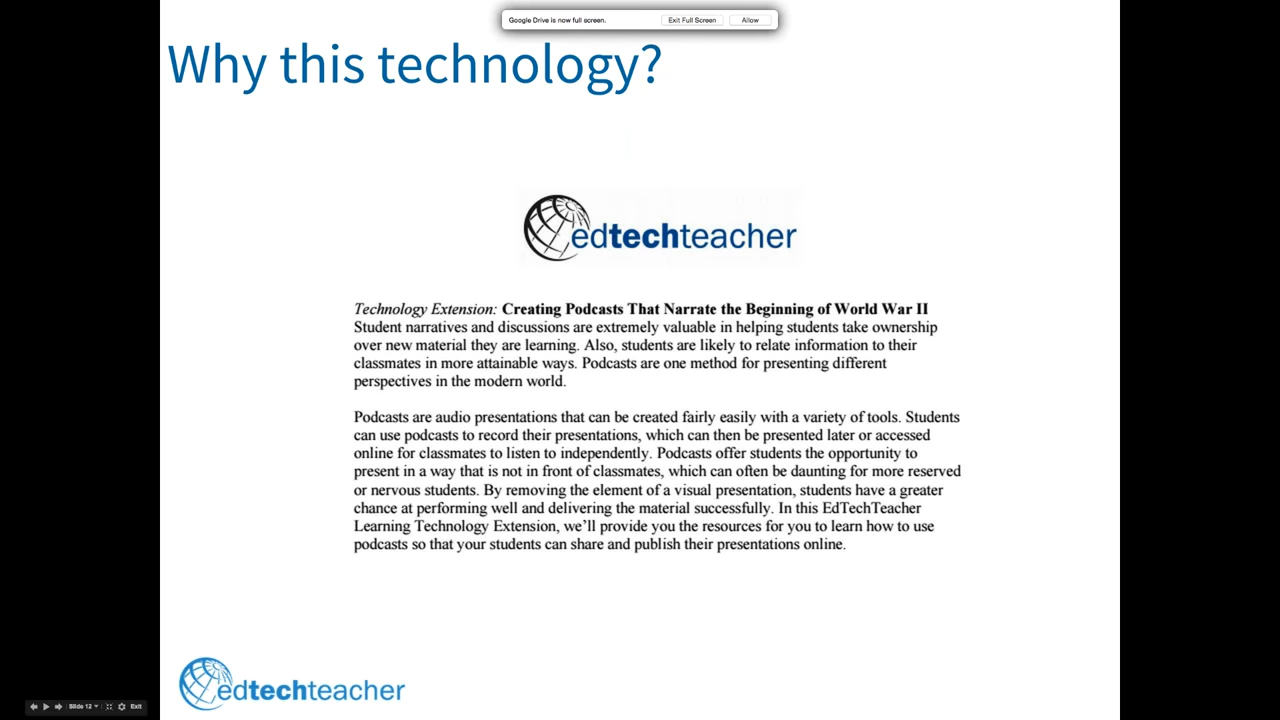 Google Drive is now full screen. Exit Full Screen Allow
Why this technology?
edtechteacher
Technology Extension: Creating Podcasts That Narrate the Beginning of World War II
Student narratives and discussions are extremely valuable in helping students take ownership
over new material they are learning. Also, students are likely to relate information to their
classmates in more attainable ways. Podcasts are one method for presenting different
perspectives in the modern world.
Podcasts are audio presentations that can be created fairly easily with a variety of tools. Students
can use podcasts to record their presentations, which can then be presented later or accessed
online for classmates to listen to independently. Podcasts offer students the opportunity to
present in a way that is not in front of classmates, which can often be daunting for more reserved
or nervous students. By removing the element of a visual presentation, students have a greater
chance at performing well and delivering the material successfully. In this EdTechTeacher
Learning Technology Extension, we'll provide you the resources for you to learn how to use
podcasts so that your students can share and publish their presentations online.
edtechteacher
Slide 12 Exit